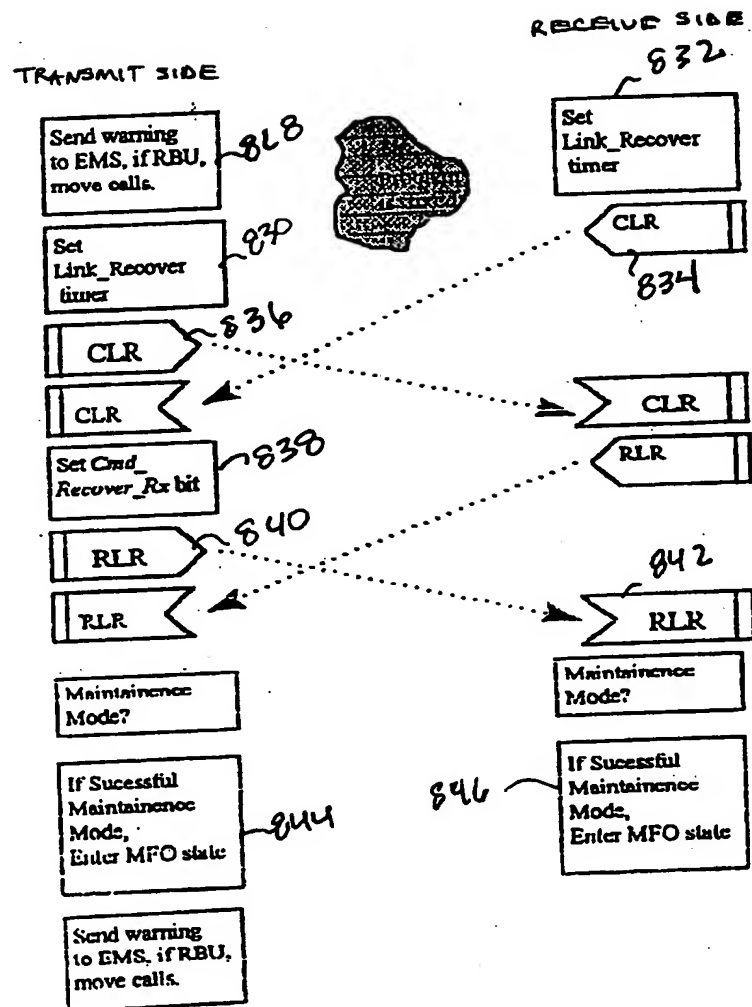 TRANSMIT SIDE
Send warning
to EMS, if RBU,
move calls.
Set
Link_Recover
timer
830
CLR
836
CLR
Set Cmd_
Recover_Rx bit
838
RLR
840
RLR
Maintainence
Mode?
If Sucessful
Maintainence
Mode,
Enter MFO state
844
Send warning
to EMS, if RBU,
move calls.
RECEIVE SIDE
832
Set
Link_Recover
timer
CLR
834
CLR
RLR
842
RLR
Maintainence
Mode?
If Sucessful
Maintainence
Mode,
Enter MFO state
846